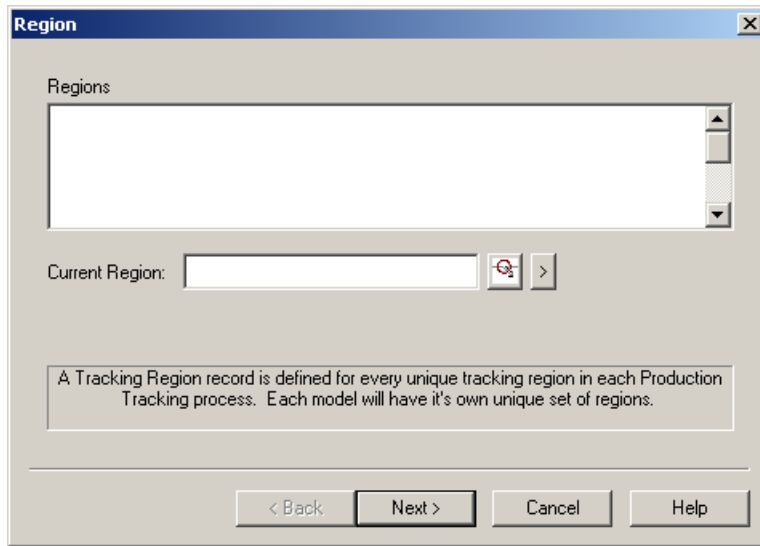 Region
Regions
Current Region:
>
A Tracking Region record is defined for every unique tracking region in each Production
Tracking process.  Each model will have it's own unique set of regions.
< Back
Next >
Cancel
Help